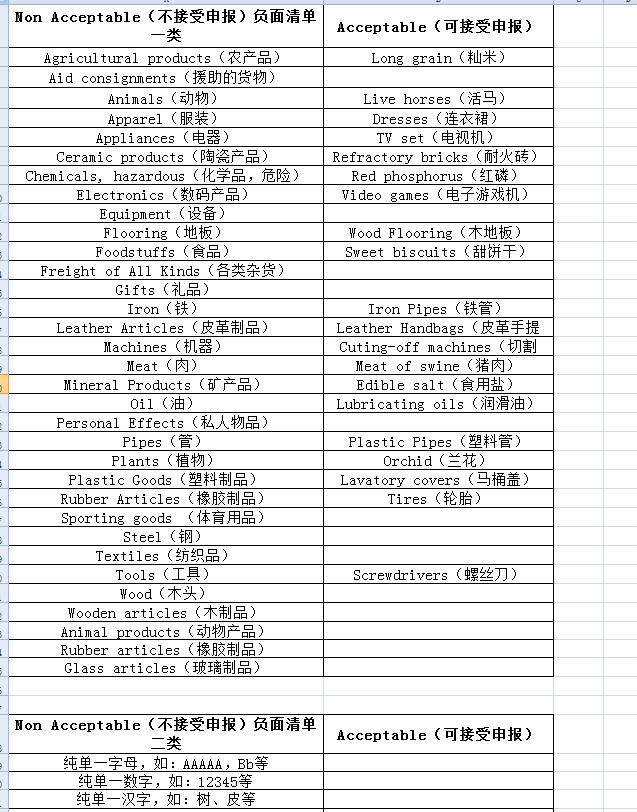 Non Acceptable（不接受申报）负面清单一类 Acceptable（可接受申报）
Agricultural products（农产品） Long grain（籼米）
Aid consignments（援助的货物）
Animals（动物） Live horses（活马）
Apparel（服装） Dresses（连衣裙）
Appliances（电器） TV set（电视机）
Ceramic products（陶瓷产品） Refractory bricks（耐火砖）
Chemicals, hazardous（化学品，危险） Red phosphorus（红磷）
Electronics（数码产品） Video games（电子游戏机）
Equipment（设备）
Flooring（地板） Wood Flooring（木地板）
Foodstuffs（食品） Sweet biscuits（甜饼干）
Freight of All Kinds（各类杂货）
Gifts（礼品）
Iron（铁） Iron Pipes（铁管）
Leather Articles（皮革制品） Leather Handbags（皮革手提
Machines（机器） Cuting-off machines（切割
Meat（肉） Meat of swine（猪肉）
Mineral Products（矿产品） Edible salt（食用盐）
Oil（油） Lubricating oils（润滑油）
Personal Effects（私人物品）
Pipes（管） Plastic Pipes（塑料管）
Plants（植物） Orchid（兰花）
Plastic Goods（塑料制品） Lavatory covers（马桶盖）
Rubber Articles（橡胶制品） Tires（轮胎）
Sporting goods （体育用品）
Steel（钢）
Textiles（纺织品）
Tools（工具） Screwdrivers（螺丝刀）
Wood（木头）
Wooden articles（木制品）
Animal products（动物产品）
Rubber articles（橡胶制品）
Glass articles（玻璃制品）
Non Acceptable（不接受申报）负面清单二类 Acceptable（可接受申报）
纯单一字母，如：AAAAA，Bb等
纯单一数字，如：12345等
纯单一汉字，如：树、皮等